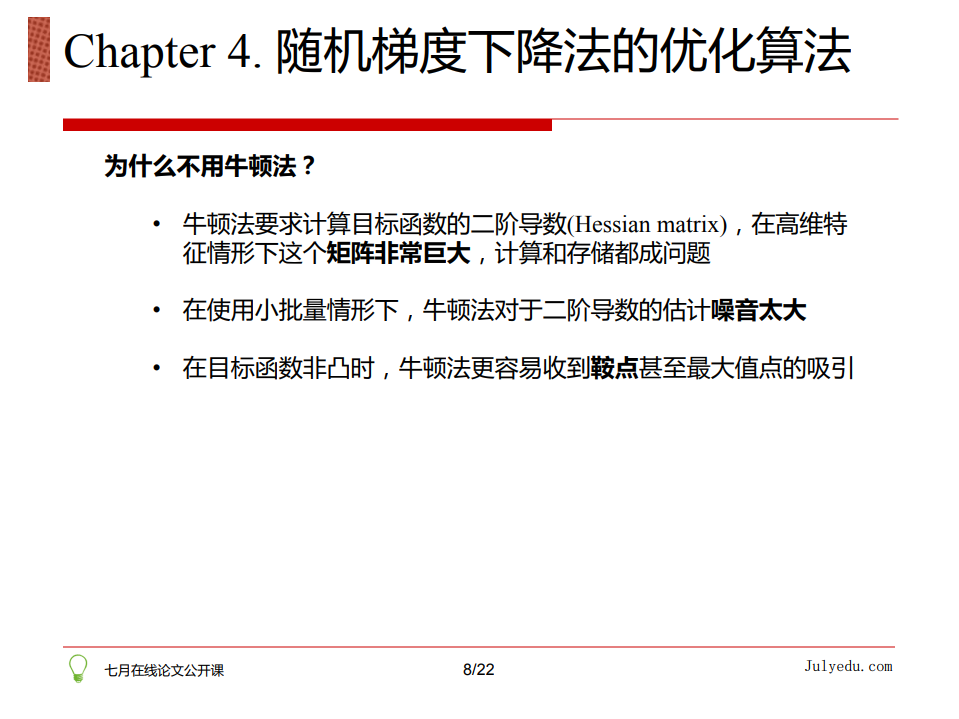 Chapter 4. 随机梯度下降法的优化算法
为什么不用牛顿法？
• 牛顿法要求计算目标函数的二阶导数(Hessian matrix)，在高维特
征情形下这个矩阵非常巨大，计算和存储都成问题
• 在使用小批量情形下，牛顿法对于二阶导数的估计噪音太大
• 在目标函数非凸时，牛顿法更容易收到鞍点甚至最大值点的吸引
七月在线论文公开课
8/22
Julyedu.com